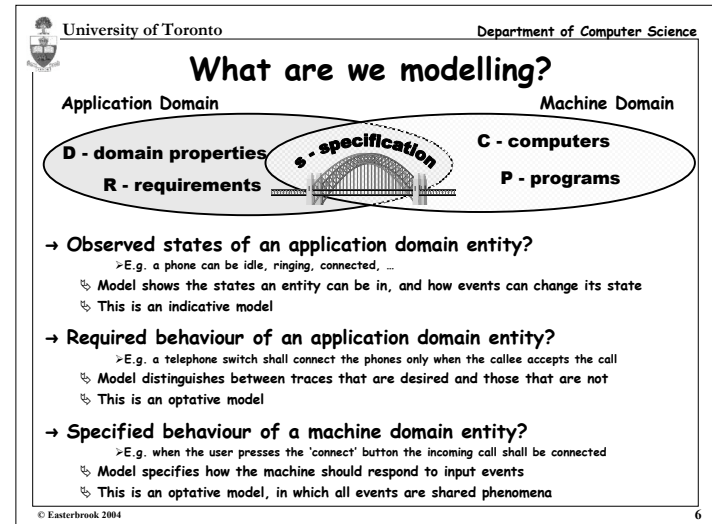 University of Toronto
Department of Computer Science
What are we modelling?
Application Domain
Machine Domain
D - domain properties
R - requirements
s - specification
C - computers
P - programs
→ Observed states of an application domain entity?
➢E.g. a phone can be idle, ringing, connected, …
Model shows the states an entity can be in, and how events can change its state
This is an indicative model
→ Required behaviour of an application domain entity?
➢E.g. a telephone switch shall connect the phones only when the callee accepts the call
Model distinguishes between traces that are desired and those that are not
This is an optative model
→ Specified behaviour of a machine domain entity?
➢E.g. when the user presses the ‘connect’ button the incoming call shall be connected
Model specifies how the machine should respond to input events
This is an optative model, in which all events are shared phenomena
© Easterbrook 2004
6